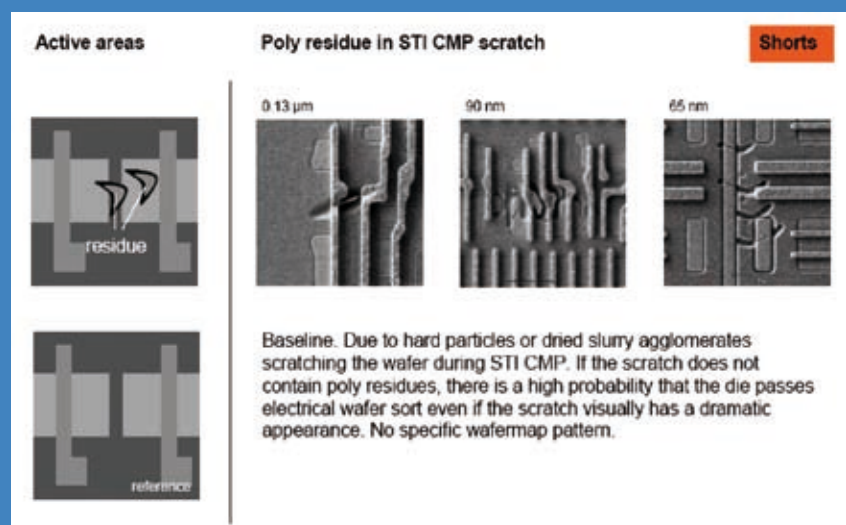 Active areas
Poly residue in STI CMP scratch
Shorts
0.13 µm
90 nm
65 nm
residue
reference
Baseline. Due to hard particles or dried slurry agglomerates
scratching the wafer during STI CMP. If the scratch does not
contain poly residues, there is a high probability that the die passes
electrical wafer sort even if the scratch visually has a dramatic
appearance. No specific wafermap pattern.